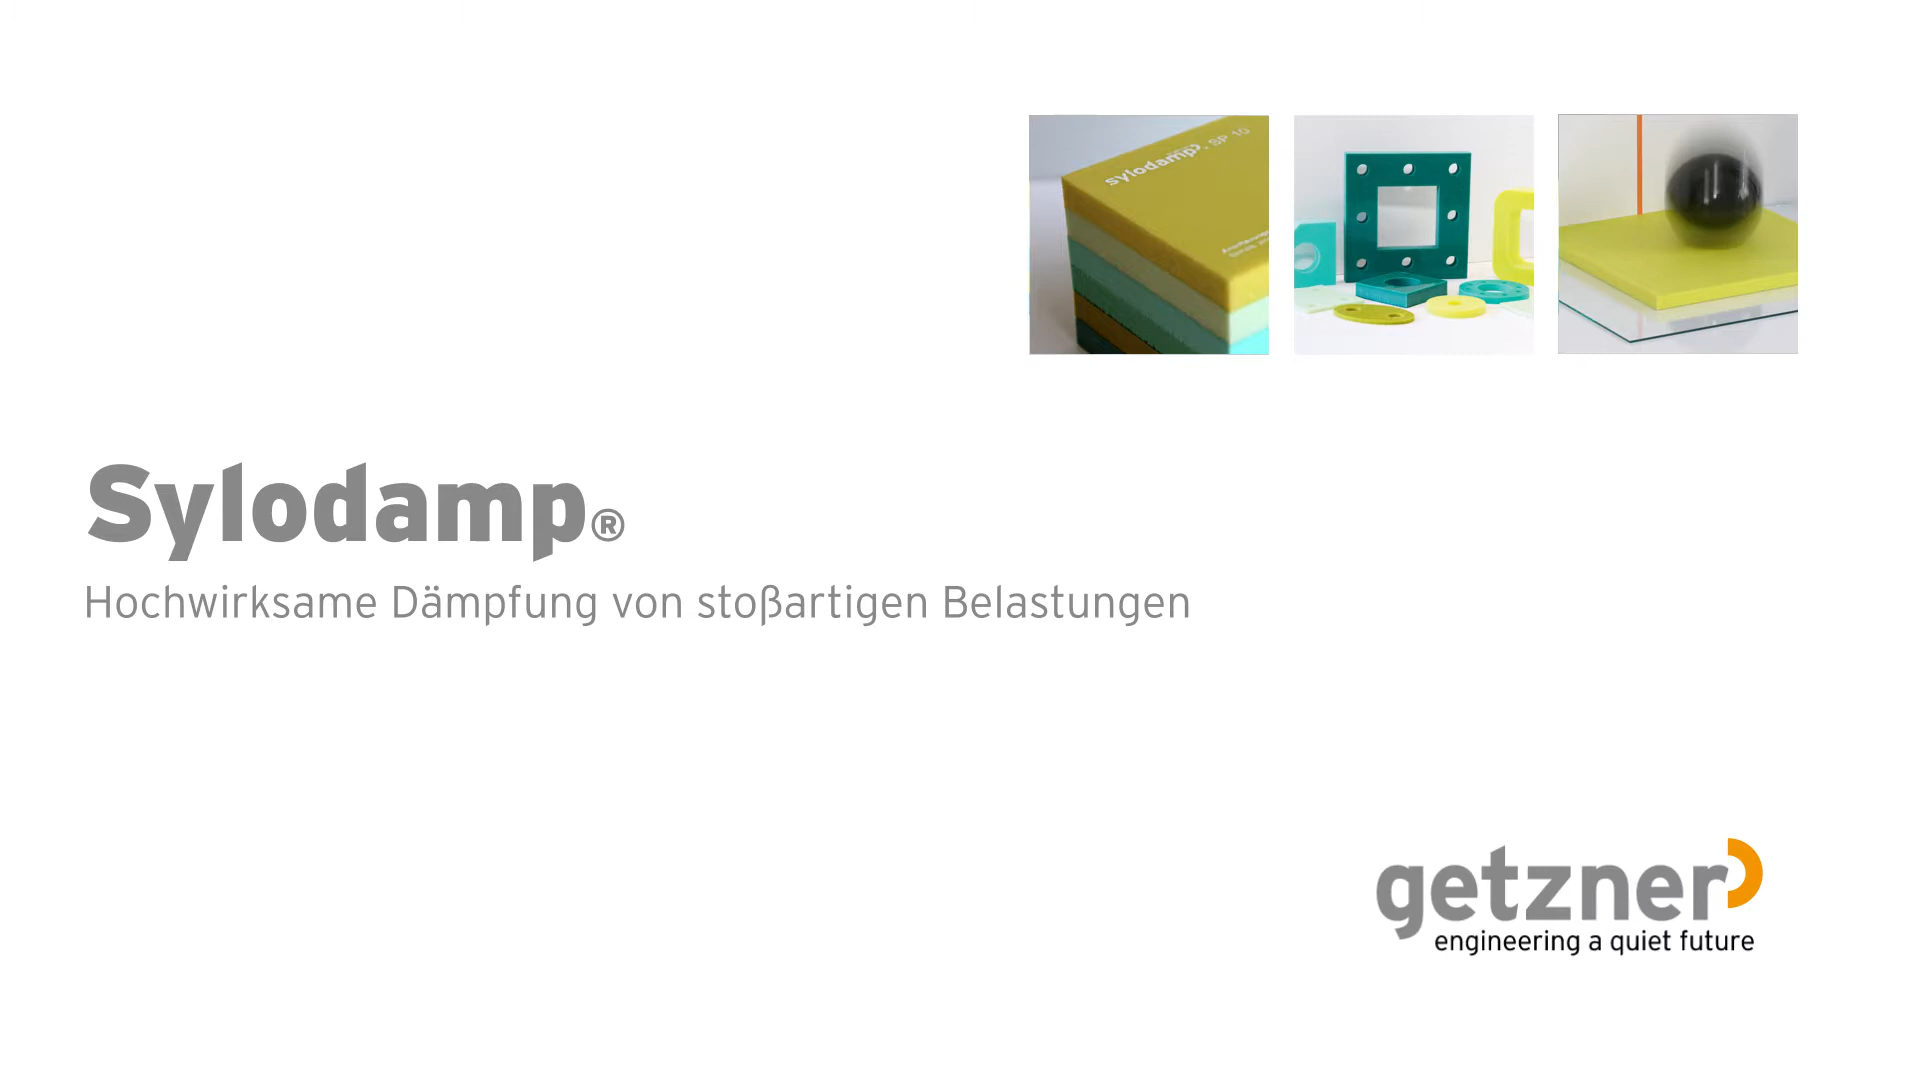 sylodamp. SP 10
Sylodamp®
Hochwirksame Dämpfung von stoßartigen Belastungen
getzner
engineering a quiet future